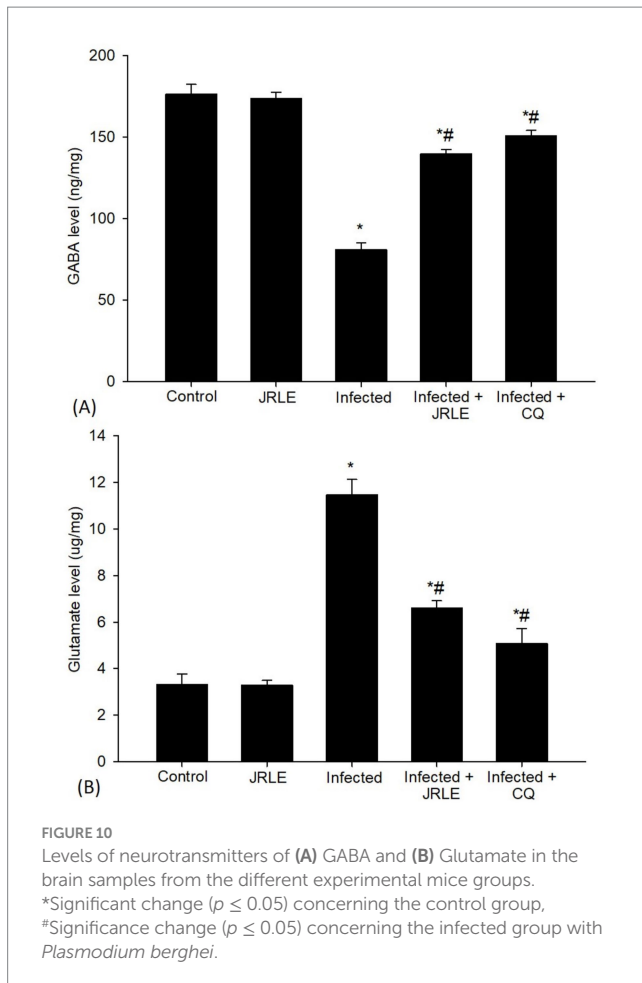 200
150
100
50
0
GABA level (ng/mg)
*
*#
*#
Control JRLE Infected Infected + JRLE Infected + CQ
(A)
14
12
10
8
6
4
2
0
Glutamate level (ug/mg)
*
*#
*#
Control JRLE Infected Infected + JRLE Infected + CQ
(B)
FIGURE 10
Levels of neurotransmitters of (A) GABA and (B) Glutamate in the
brain samples from the different experimental mice groups.
*Significant change (p ≤ 0.05) concerning the control group,
#Significance change (p ≤ 0.05) concerning the infected group with
Plasmodium berghei.